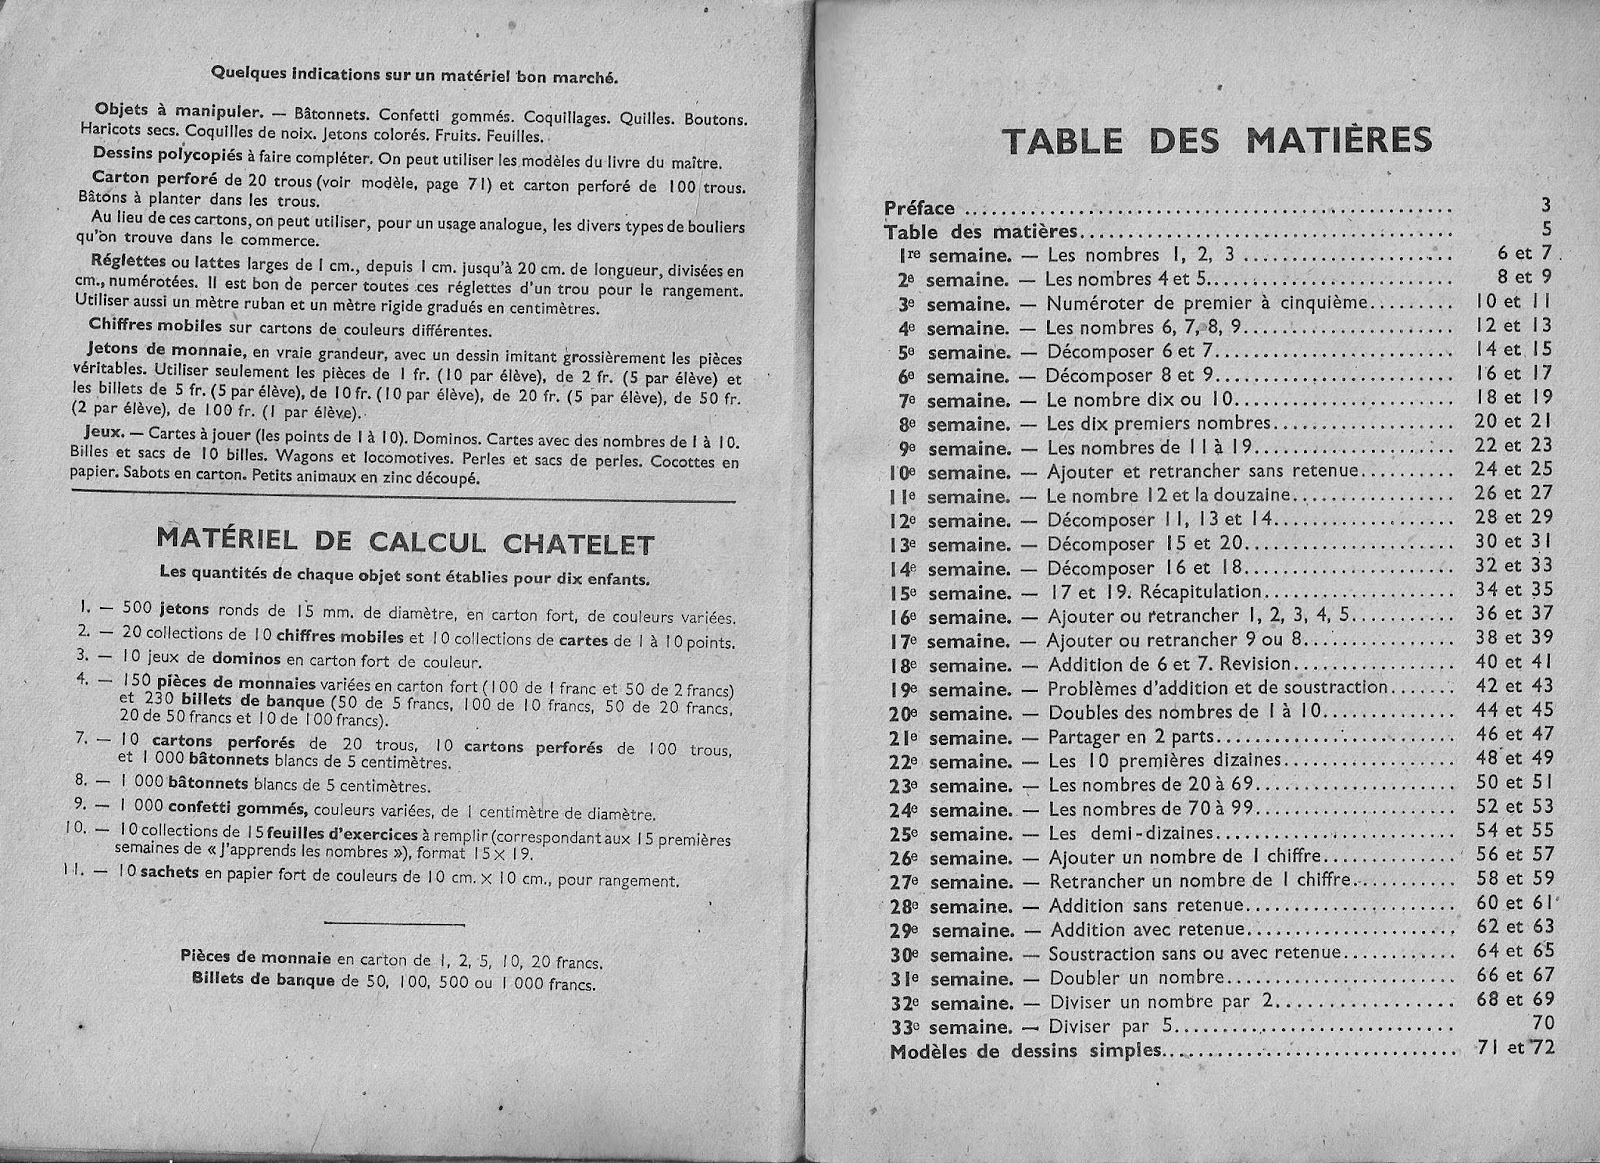 Quelques indications sur un matériel bon marché.
Objets à manipuler. — Bâtonnets. Confetti gommés. Coquillages. Quilles. Boutons.
Haricots secs. Coquilles de noix. Jetons colorés. Fruits. Feuilles.
Dessins polycopiés à faire compléter. On peut utiliser les modèles du livre du maître.
Carton perforé de 20 trous (voir modèle, page 71) et carton perforé de 100 trous.
Bâtons à planter dans les trous.
Au lieu de ces cartons, on peut utiliser, pour un usage analogue, les divers types de bouliers
qu'on trouve dans le commerce.
Réglettes ou lattes larges de 1 cm., depuis 1 cm. jusqu'à 20 cm. de longueur, divisées en
cm., numérotées. Il est bon de percer toutes ces réglettes d'un trou pour le rangement.
Utiliser aussi un mètre ruban et un mètre rigide gradués en centimètres.
Chiffres mobiles sur cartons de couleurs différentes.
Jetons de monnaie, en vraie grandeur, avec un dessin imitant grossièrement les pièces
véritables. Utiliser seulement les pièces de 1 fr. (10 par élève), de 2 fr. (5 par élève) et
les billets de 5 fr. (5 par élève), de 10 fr. (10 par élève), de 20 fr. (5 par élève), de 50 fr.
(2 par élève), de 100 fr. (1 par élève).
Jeux. — Cartes à jouer (les points de 1 à 10). Dominos. Cartes avec des nombres de 1 à 10.
Billes et sacs de 10 billes. Wagons et locomotives. Perles et sacs de perles. Cocottes en
papier. Sabots en carton. Petits animaux en zinc découpé.
MATÉRIEL DE CALCUL CHATELET
Les quantités de chaque objet sont établies pour dix enfants.
1. — 500 jetons ronds de 15 mm. de diamètre, en carton fort, de couleurs variées.
2. — 20 collections de 10 chiffres mobiles et 10 collections de cartes de 1 à 10 points.
3. — 10 jeux de dominos en carton fort de couleur.
4. — 150 pièces de monnaies variées en carton fort (100 de 1 franc et 50 de 2 francs)
et 230 billets de banque (50 de 5 francs, 100 de 10 francs, 50 de 20 francs,
20 de 50 francs et 10 de 100 francs).
7. — 10 cartons perforés de 20 trous, 10 cartons perforés de 100 trous,
et 1 000 bâtonnets blancs de 5 centimètres.
8. — 1 000 bâtonnets blancs de 5 centimètres.
9. — 1 000 confetti gommés, couleurs variées, de 1 centimètre de diamètre.
10. — 10 collections de 15 feuilles d'exercices à remplir (correspondant aux 15 premières
semaines de « J'apprends les nombres »), format 15 X 19.
11. — 10 sachets en papier fort de couleurs de 10 cm. X 10 cm., pour rangement.
Pièces de monnaie en carton de 1, 2, 5, 10, 20 francs.
Billets de banque de 50, 100, 500 ou 1 000 francs.
TABLE DES MATIÈRES
Préface ........ 3
Table des matières........ 5
1re semaine. — Les nombres 1, 2, 3 ........ 6 et 7
2e semaine. — Les nombres 4 et 5........ 8 et 9
3e semaine. — Numéroter de premier à cinquième........ 10 et 11
4e semaine. — Les nombres 6, 7, 8, 9........ 12 et 13
5e semaine. — Décomposer 6 et 7........ 14 et 15
6e semaine. — Décomposer 8 et 9........ 16 et 17
7e semaine. — Le nombre dix ou 10........ 18 et 19
8e semaine. — Les dix premiers nombres........ 20 et 21
9e semaine. — Les nombres de 11 à 19........ 22 et 23
10e semaine. — Ajouter et retrancher sans retenue........ 24 et 25
11e semaine. — Le nombre 12 et la douzaine........ 26 et 27
12e semaine. — Décomposer 11, 13 et 14........ 28 et 29
13e semaine. — Décomposer 15 et 20........ 30 et 31
14e semaine. — Décomposer 16 et 18........ 32 et 33
15e semaine. — 17 et 19. Récapitulation........ 34 et 35
16e semaine. — Ajouter ou retrancher 1, 2, 3, 4, 5........ 36 et 37
17e semaine. — Ajouter ou retrancher 9 ou 8........ 38 et 39
18e semaine. — Addition de 6 et 7. Revision........ 40 et 41
19e semaine. — Problèmes d'addition et de soustraction....... 42 et 43
20e semaine. — Doubles des nombres de 1 à 10........ 44 et 45
21e semaine. — Partager en 2 parts........ 46 et 47
22e semaine. — Les 10 premières dizaines........ 48 et 49
23e semaine. — Les nombres de 20 à 69........ 50 et 51
24e semaine. — Les nombres de 70 à 99........ 52 et 53
25e semaine. — Les demi-dizaines........ 54 et 55
26e semaine. — Ajouter un nombre de 1 chiffre........ 56 et 57
27e semaine. — Retrancher un nombre de 1 chiffre........ 58 et 59
28e semaine. — Addition sans retenue........ 60 et 61
29e semaine. — Addition avec retenue........ 62 et 63
30e semaine. — Soustraction sans ou avec retenue........ 64 et 65
31e semaine. — Doubler un nombre........ 66 et 67
32e semaine. — Diviser un nombre par 2........ 68 et 69
33e semaine. — Diviser par 5........ 70
Modèles de dessins simples........ 71 et 72